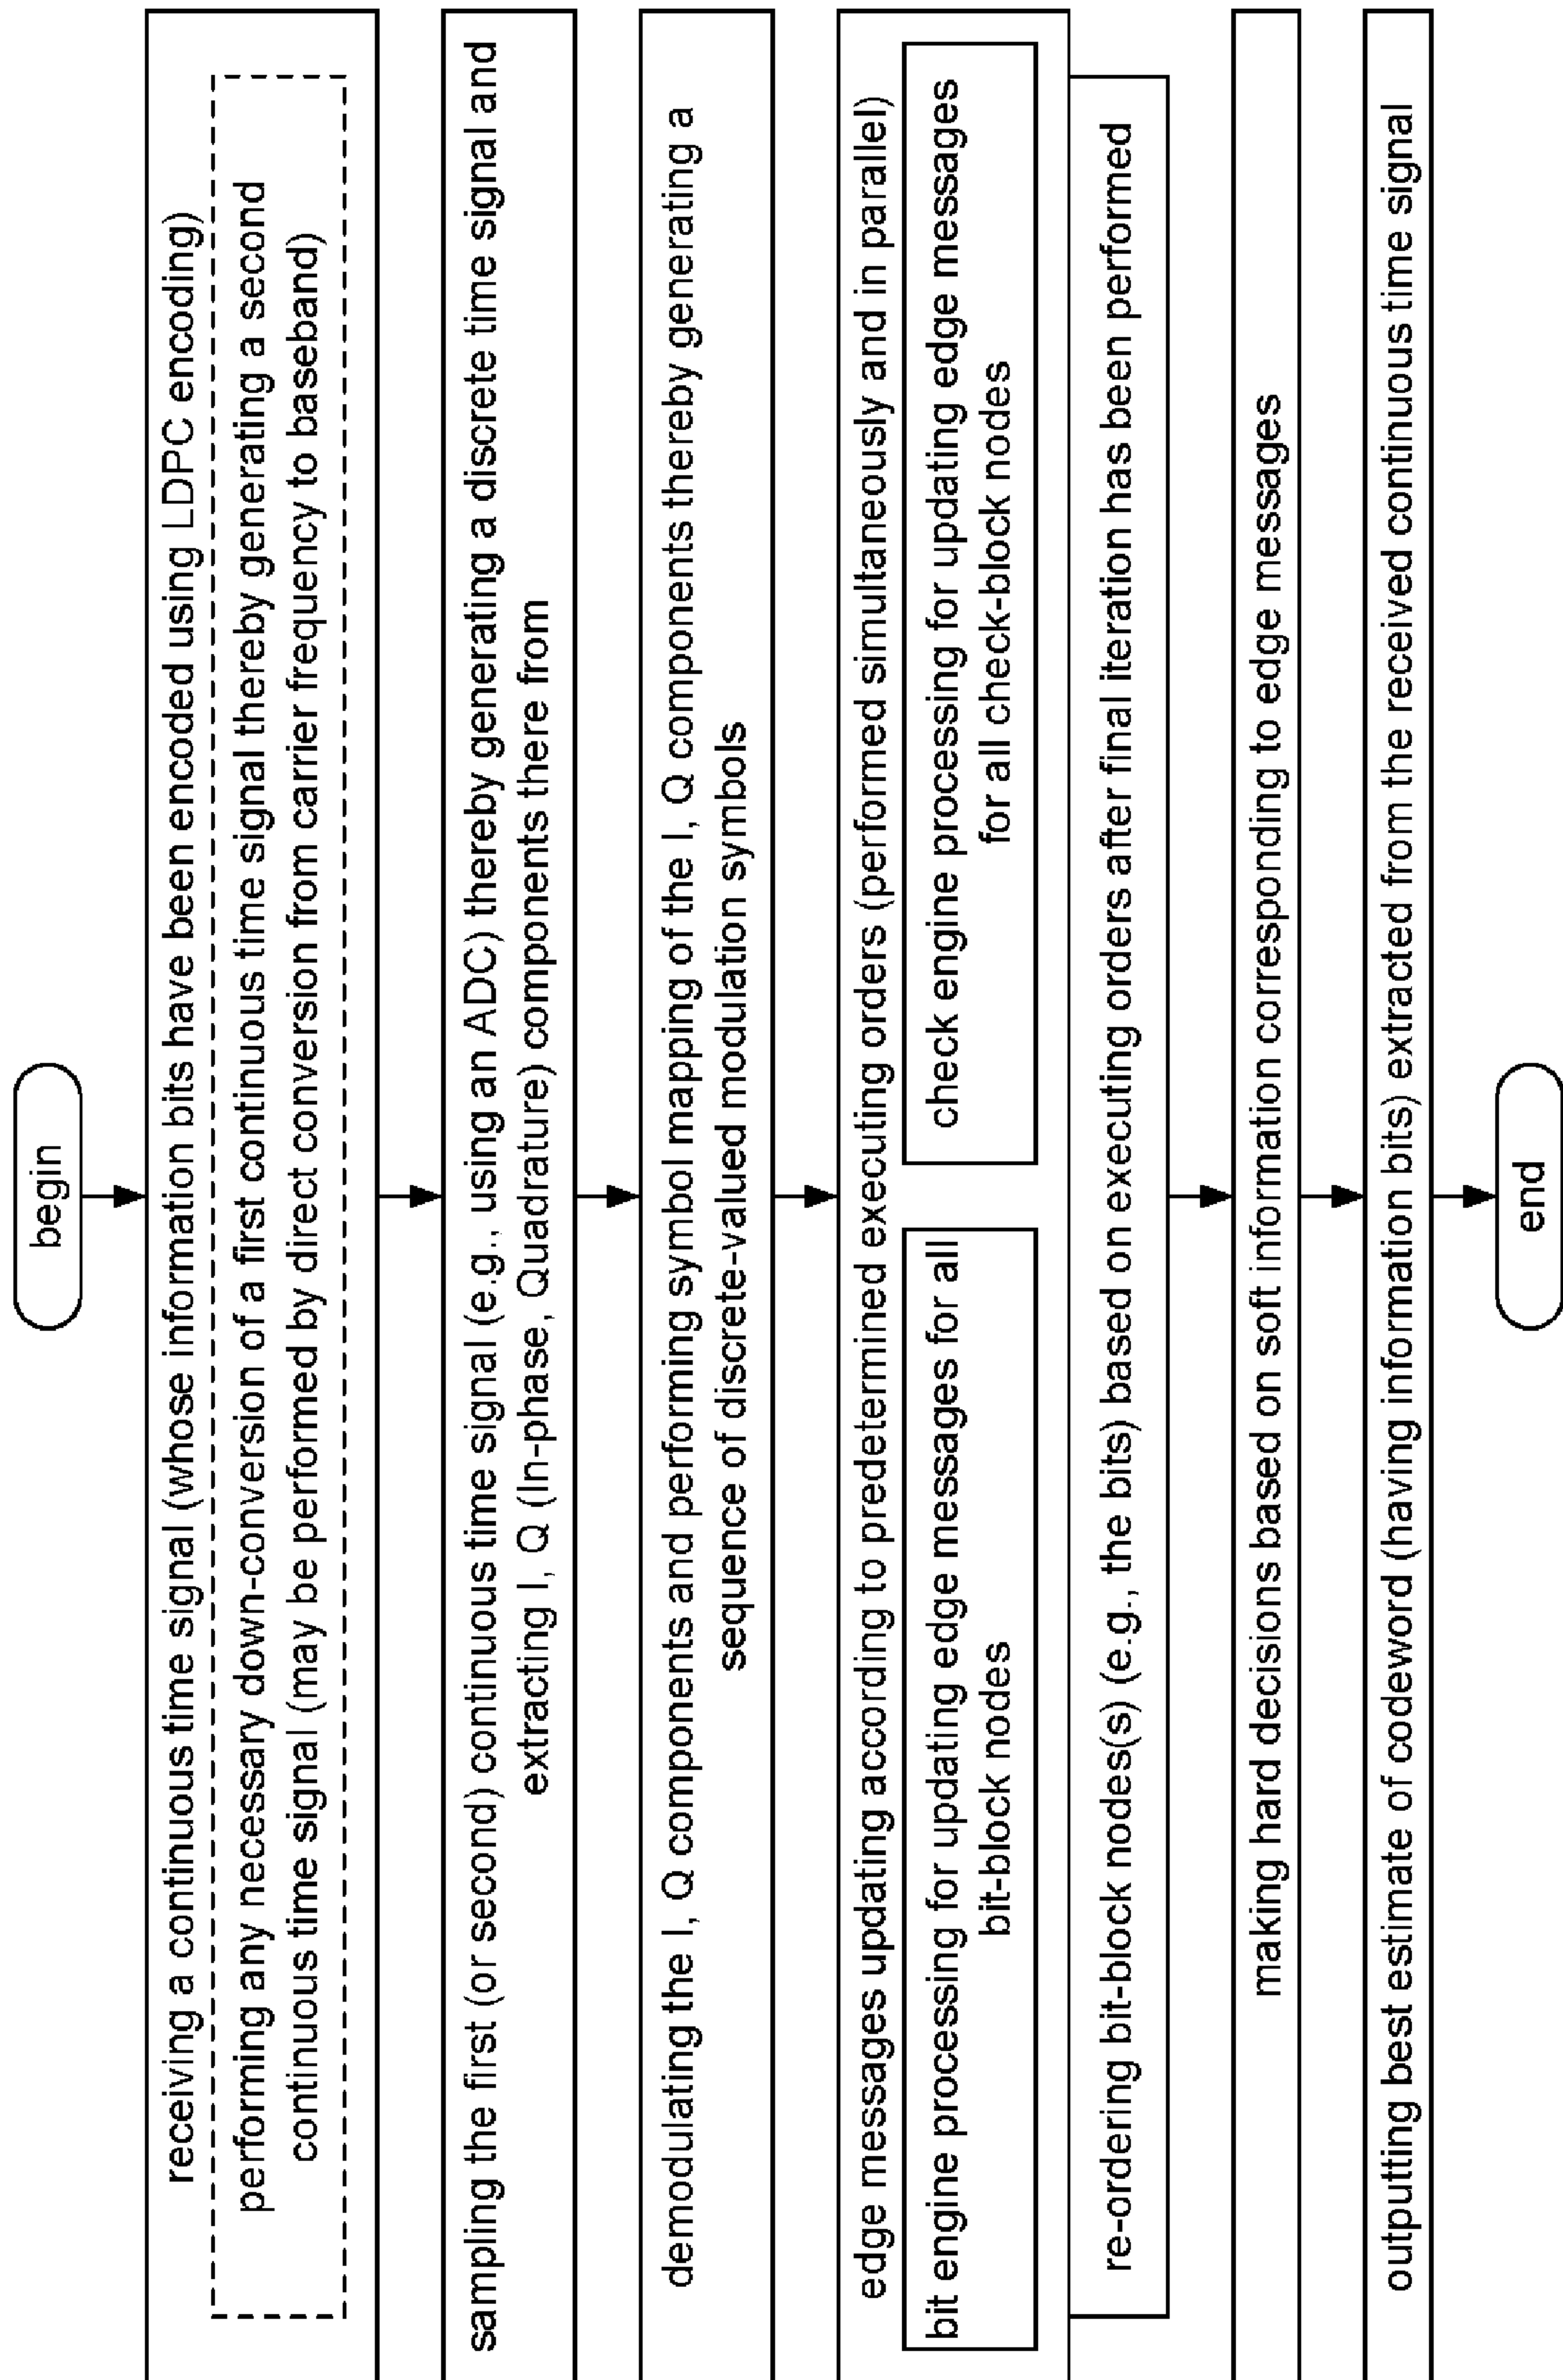 begin
receiving a continuous time signal (whose information bits have been encoded using LDPC encoding)
performing any necessary down-conversion of a first continuous time signal thereby generating a second
continuous time signal (may be performed by direct conversion from carrier frequency to baseband)
sampling the first (or second) continuous time signal (e.g., using an ADC) thereby generating a discrete time signal and
extracting I, Q (In-phase, Quadrature) components there from
demodulating the I, Q components and performing symbol mapping of the I, Q components thereby generating a
sequence of discrete-valued modulation symbols
edge messages updating according to predetermined executing orders (performed simultaneously and in parallel)
bit engine processing for updating edge messages for all
bit-block nodes
check engine processing for updating edge messages
for all check-block nodes
re-ordering bit-block nodes(s) (e.g., the bits) based on executing orders after final iteration has been performed
making hard decisions based on soft information corresponding to edge messages
outputting best estimate of codeword (having information bits) extracted from the received continuous time signal
end